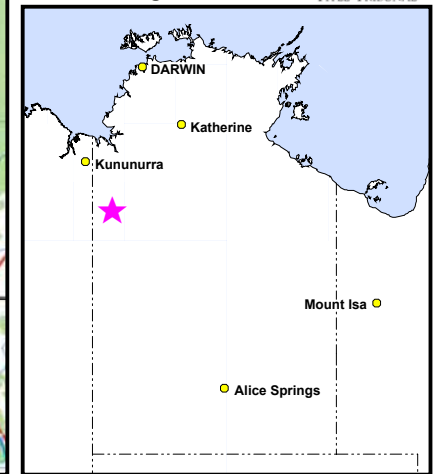 DARWIN
Katherine
Kununurra
Mount Isa
Alice Springs